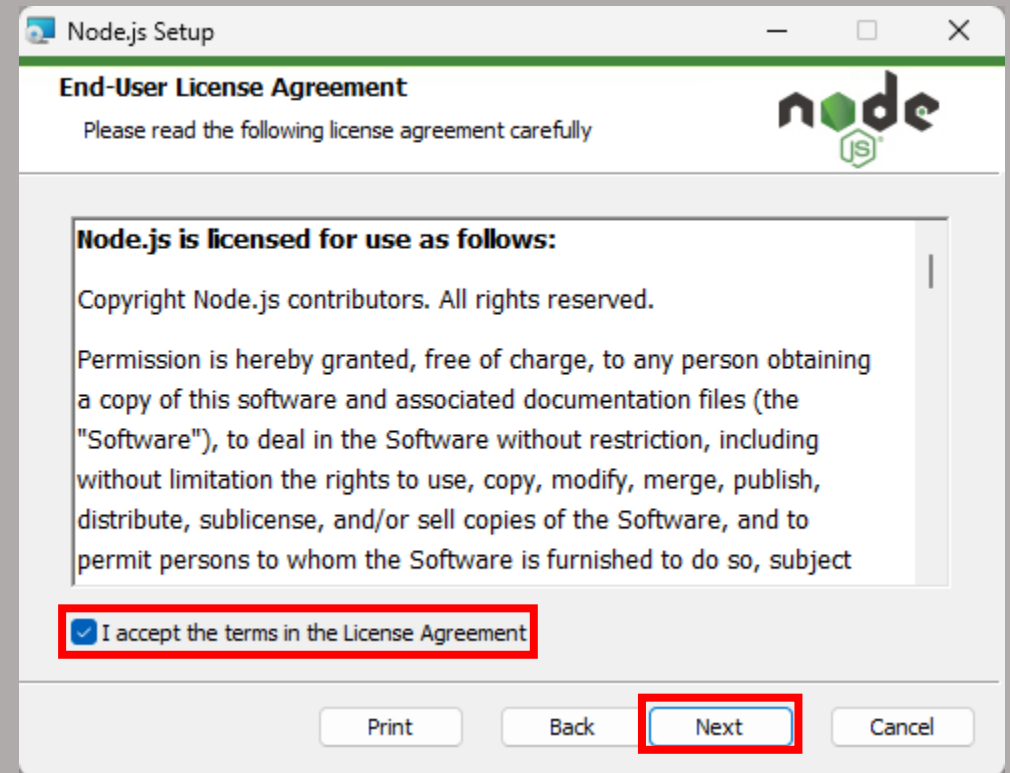 Node.js Setup
End-User License Agreement
Please read the following license agreement carefully
node
JS
Node.js is licensed for use as follows:
Copyright Node.js contributors. All rights reserved.
Permission is hereby granted, free of charge, to any person obtaining
a copy of this software and associated documentation files (the
"Software"), to deal in the Software without restriction, including
without limitation the rights to use, copy, modify, merge, publish,
distribute, sublicense, and/or sell copies of the Software, and to
permit persons to whom the Software is furnished to do so, subject
I accept the terms in the License Agreement
Print Back Next Cancel